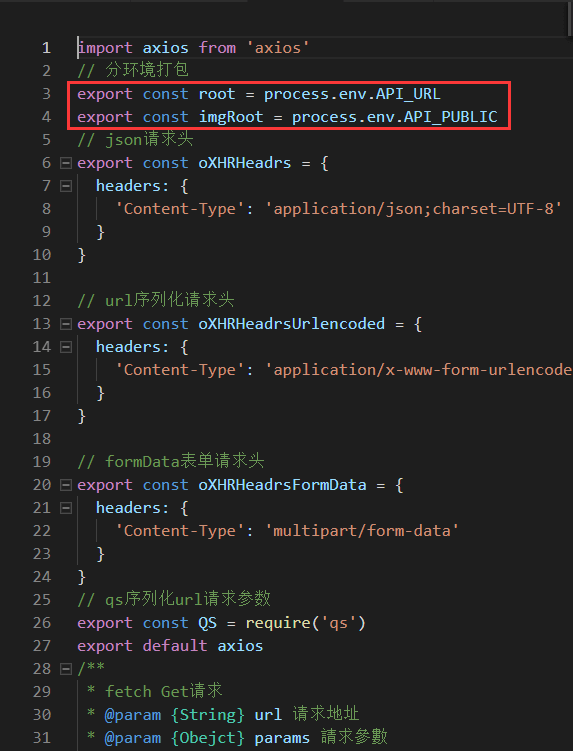 1 import axios from 'axios'
2 // 分环境打包
3 export const root = process.env.API_URL
4 export const imgRoot = process.env.API_PUBLIC
5 // json请求头
6 export const oXHRHeadrs = {
7 headers: {
8 'Content-Type': 'application/json;charset=UTF-8'
9 }
10 }
11
12 // url序列化请求头
13 export const oXHRHeadrsUrlencoded = {
14 headers: {
15 'Content-Type': 'application/x-www-form-urlencode
16 }
17 }
18
19 // formData表单请求头
20 export const oXHRHeadrsFormData = {
21 headers: {
22 'Content-Type': 'multipart/form-data'
23 }
24 }
25 // qs序列化url请求参数
26 export const QS = require('qs')
27 export default axios
28 /**
29 * fetch Get请求
30 * @param {String} url 请求地址
31 * @param {Obejct} params 請求參數